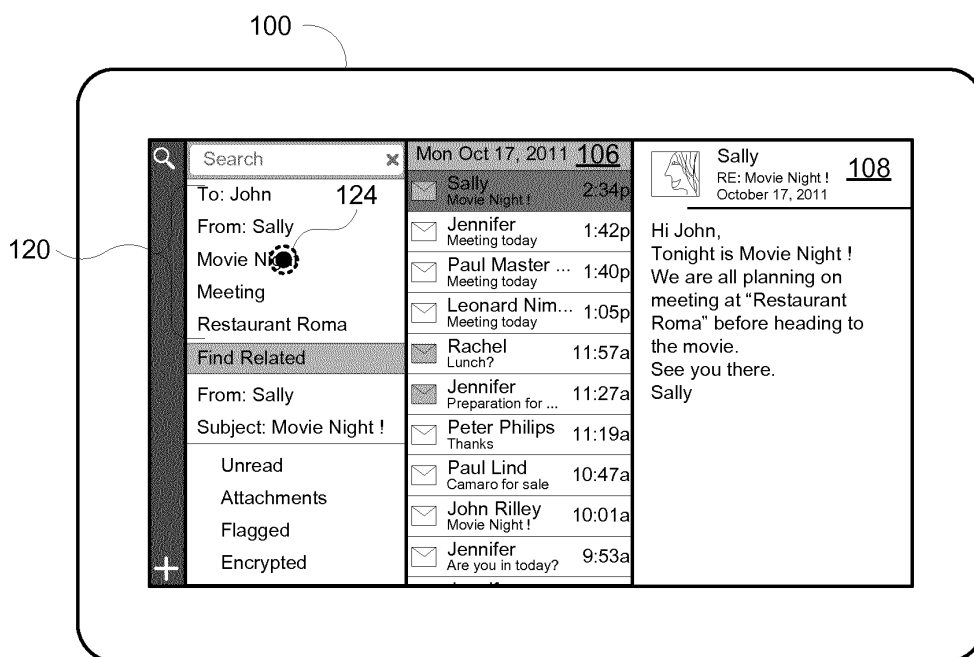 100
120
Search
To: John
124
From: Sally
Movie Ni
Meeting
Restaurant Roma
Find Related
From: Sally
Subject: Movie Night !
Unread
Attachments
Flagged
Encrypted
Mon Oct 17, 2011 106
Sally 2:34p
Movie Night !
Jennifer 1:42p
Meeting today
Paul Master ... 1:40p
Meeting today
Leonard Nim... 1:05p
Meeting today
Rachel 11:57a
Lunch?
Jennifer 11:27a
Preparation for ...
Peter Philips 11:19a
Thanks
Paul Lind 10:47a
Camaro for sale
John Rilley 10:01a
Movie Night !
Jennifer 9:53a
Are you in today?
Sally 108
RE: Movie Night !
October 17, 2011
Hi John,
Tonight is Movie Night !
We are all planning on
meeting at “Restaurant
Roma” before heading to
the movie.
See you there.
Sally